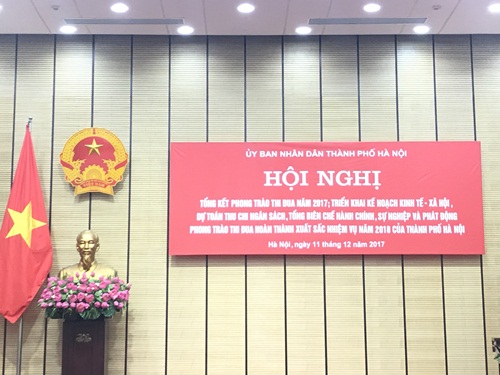 ỦY BAN NHÂN DÂN THÀNH PHỐ HÀ NỘI
HỘI NGHỊ
TỔNG KẾT PHONG TRÀO THI ĐUA NĂM 2017; TRIỂN KHAI KẾ HOẠCH KINH TẾ - XÃ HỘI,
DỰ TOÁN THU CHI NGÂN SÁCH, TỔNG BIÊN CHẾ HÀNH CHÍNH, SỰ NGHIỆP VÀ PHÁT ĐỘNG
PHONG TRÀO THI ĐUA HOÀN THÀNH XUẤT SẮC NHIỆM VỤ NĂM 2018 CỦA THÀNH PHỐ HÀ NỘI
Hà Nội, ngày 11 tháng 12 năm 2017